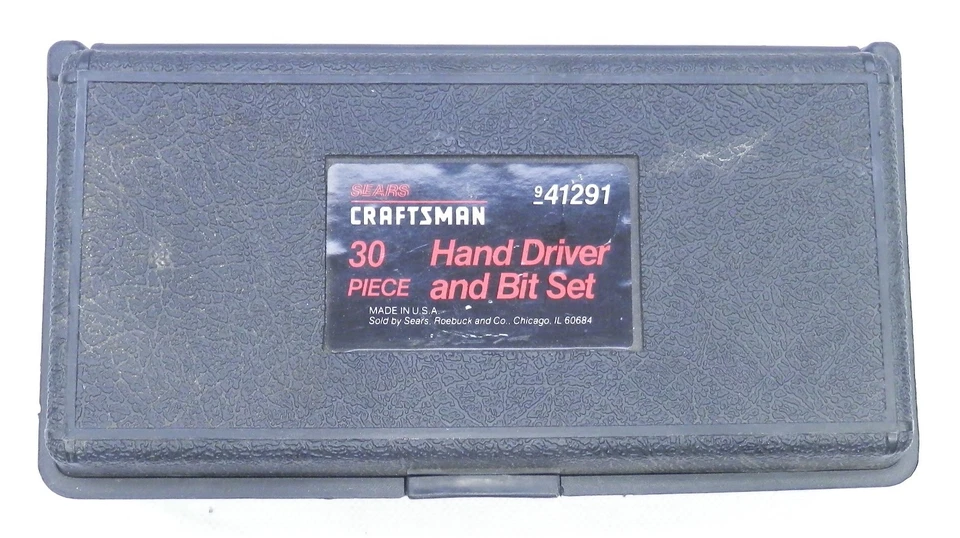 SEARS
CRAFTSMAN
9 41291
30 PIECE
Hand Driver
and Bit Set
MADE IN U.S.A.
Sold by Sears, Roebuck and Co., Chicago, IL 60684